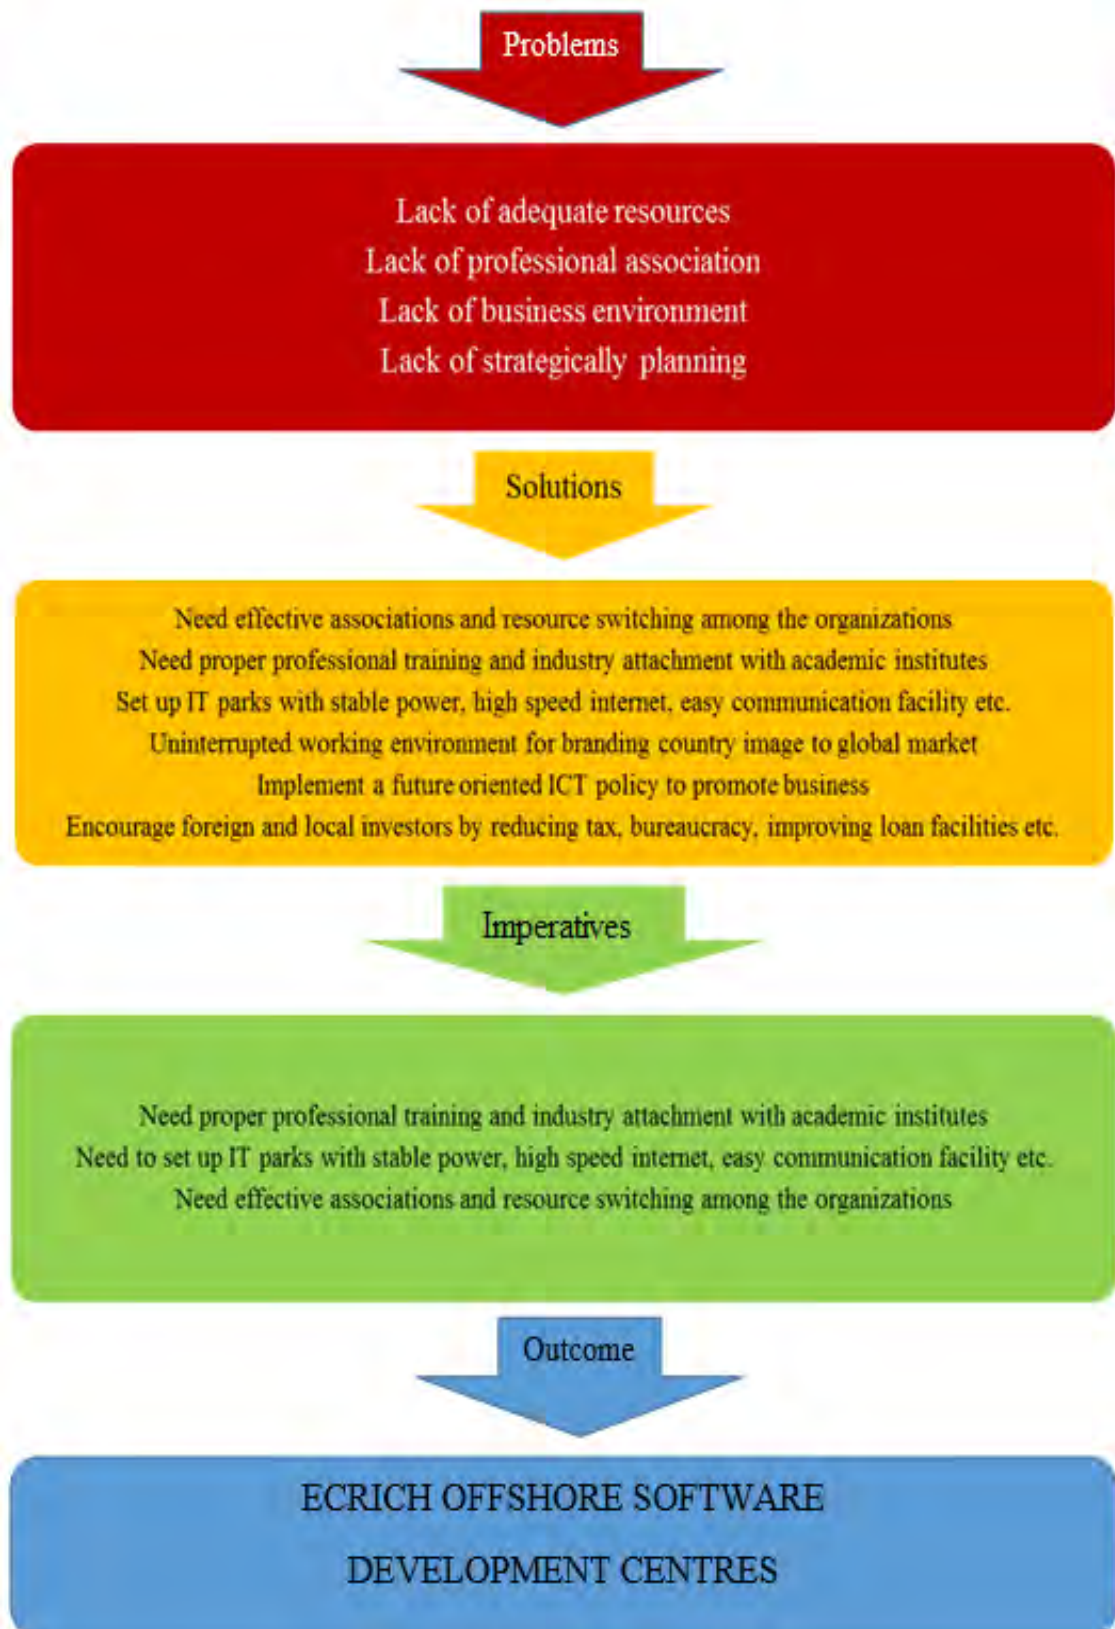 Problems
Lack of adequate resources
Lack of professional association
Lack of business environment
Lack of strategically planning
Solutions
Need effective associations and resource switching among the organizations
Need proper professional training and industry attachment with academic institutes
Set up IT parks with stable power, high speed internet, easy communication facility etc.
Uninterrupted working environment for branding country image to global market
Implement a future oriented ICT policy to promote business
Encourage foreign and local investors by reducing tax, bureaucracy, improving loan facilities etc.
Imperatives
Need proper professional training and industry attachment with academic institutes
Need to set up IT parks with stable power, high speed internet, easy communication facility etc.
Need effective associations and resource switching among the organizations
Outcome
ECRICH OFFSHORE SOFTWARE
DEVELOPMENT CENTRES